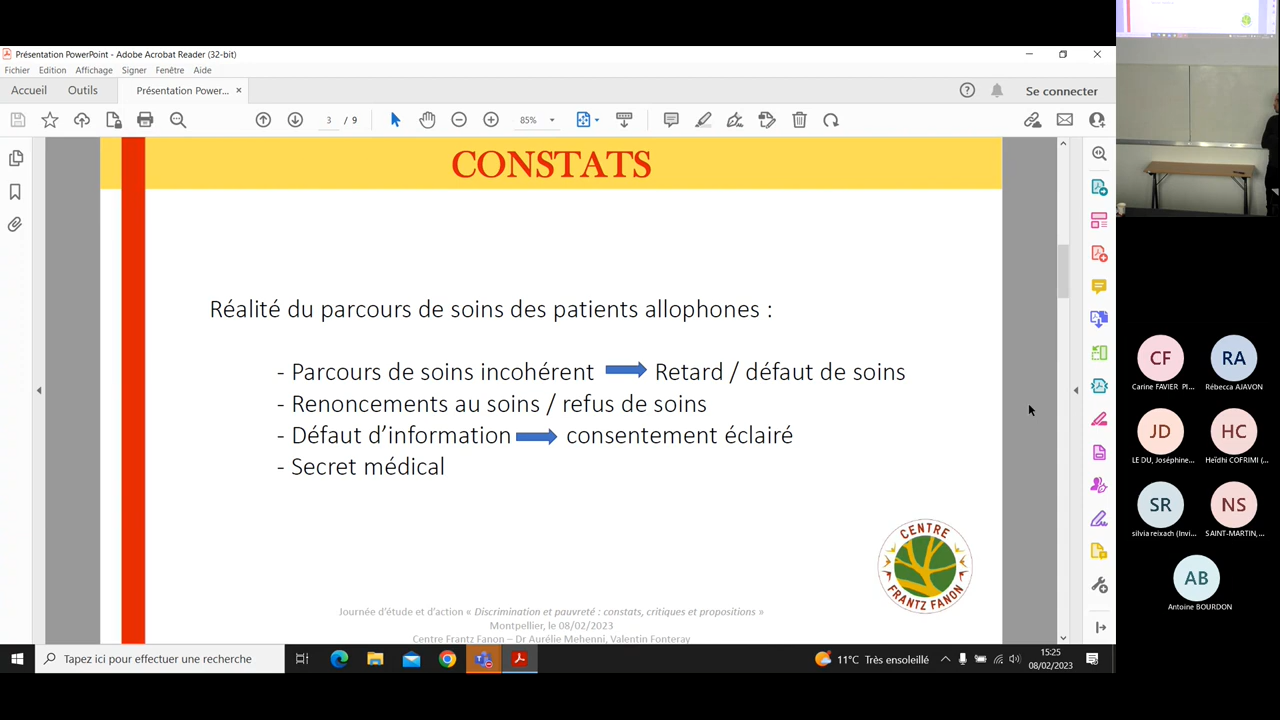 Présentation PowerPoint - Adobe Acrobat Reader (32-bit)
Fichier Edition Affichage Signer Fenêtre Aide
Accueil Outils Présentation Power... × Se connecter
3 / 9 85%
CONSTATS
Réalité du parcours de soins des patients allophones :
- Parcours de soins incohérent Retard / défaut de soins
- Renoncements au soins / refus de soins
- Défaut d’information consentement éclairé
- Secret médical
CENTRE
FRANTZ FANON
Journée d’étude et d’action « Discrimination et pauvreté : constats, critiques et propositions »
Montpellier, le 08/02/2023
Centre Frantz Fanon – Dr Aurélie Mehenni, Valentin Fonteray
Tapez ici pour effectuer une recherche
11°C Très ensoleillé
15:25
08/02/2023
CF RA
Carine FAVIER PI... Rébecca AJAVON
JD HC
LE DU, Joséphine... Heïdhi COFRIMI (...
SR NS
silvia reixach (Invi... SAINT-MARTIN,...
AB
Antoine BOURDON